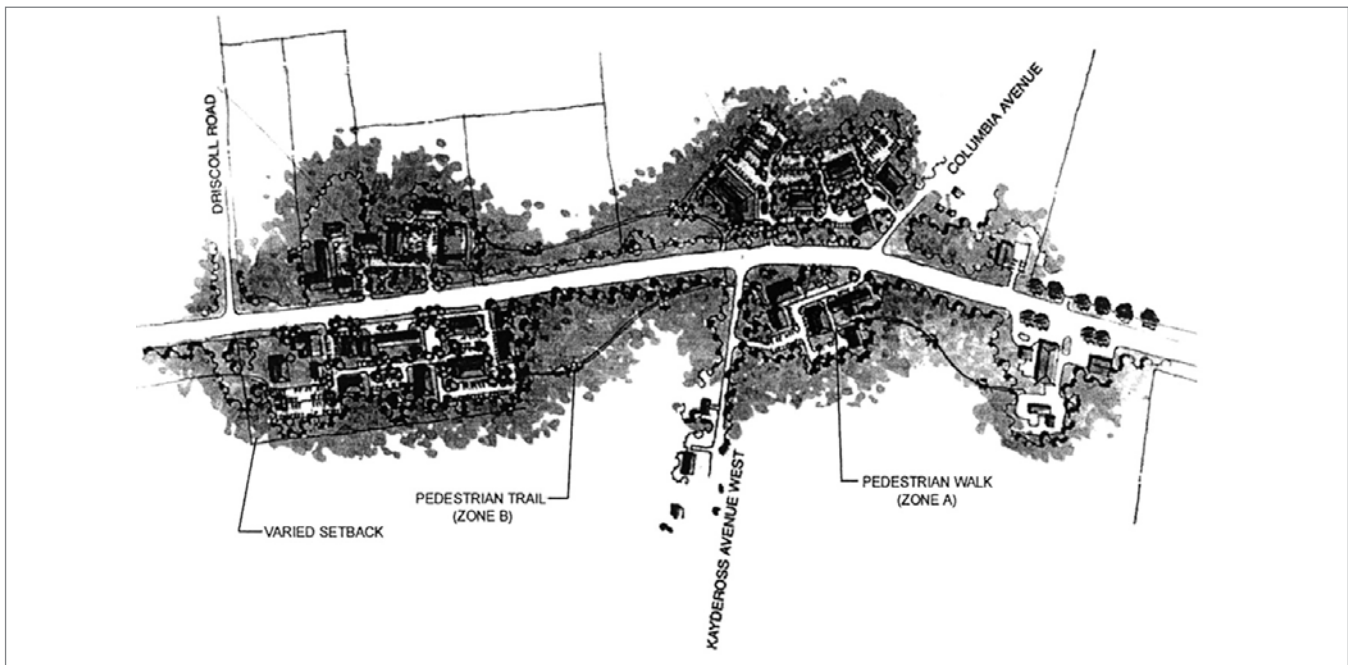 DRISCOLL ROAD
COLUMBIA AVENUE
PEDESTRIAN TRAIL
(ZONE B)
VARIED SETBACK
KAYDEROSS AVENUE WEST
PEDESTRIAN WALK
(ZONE A)